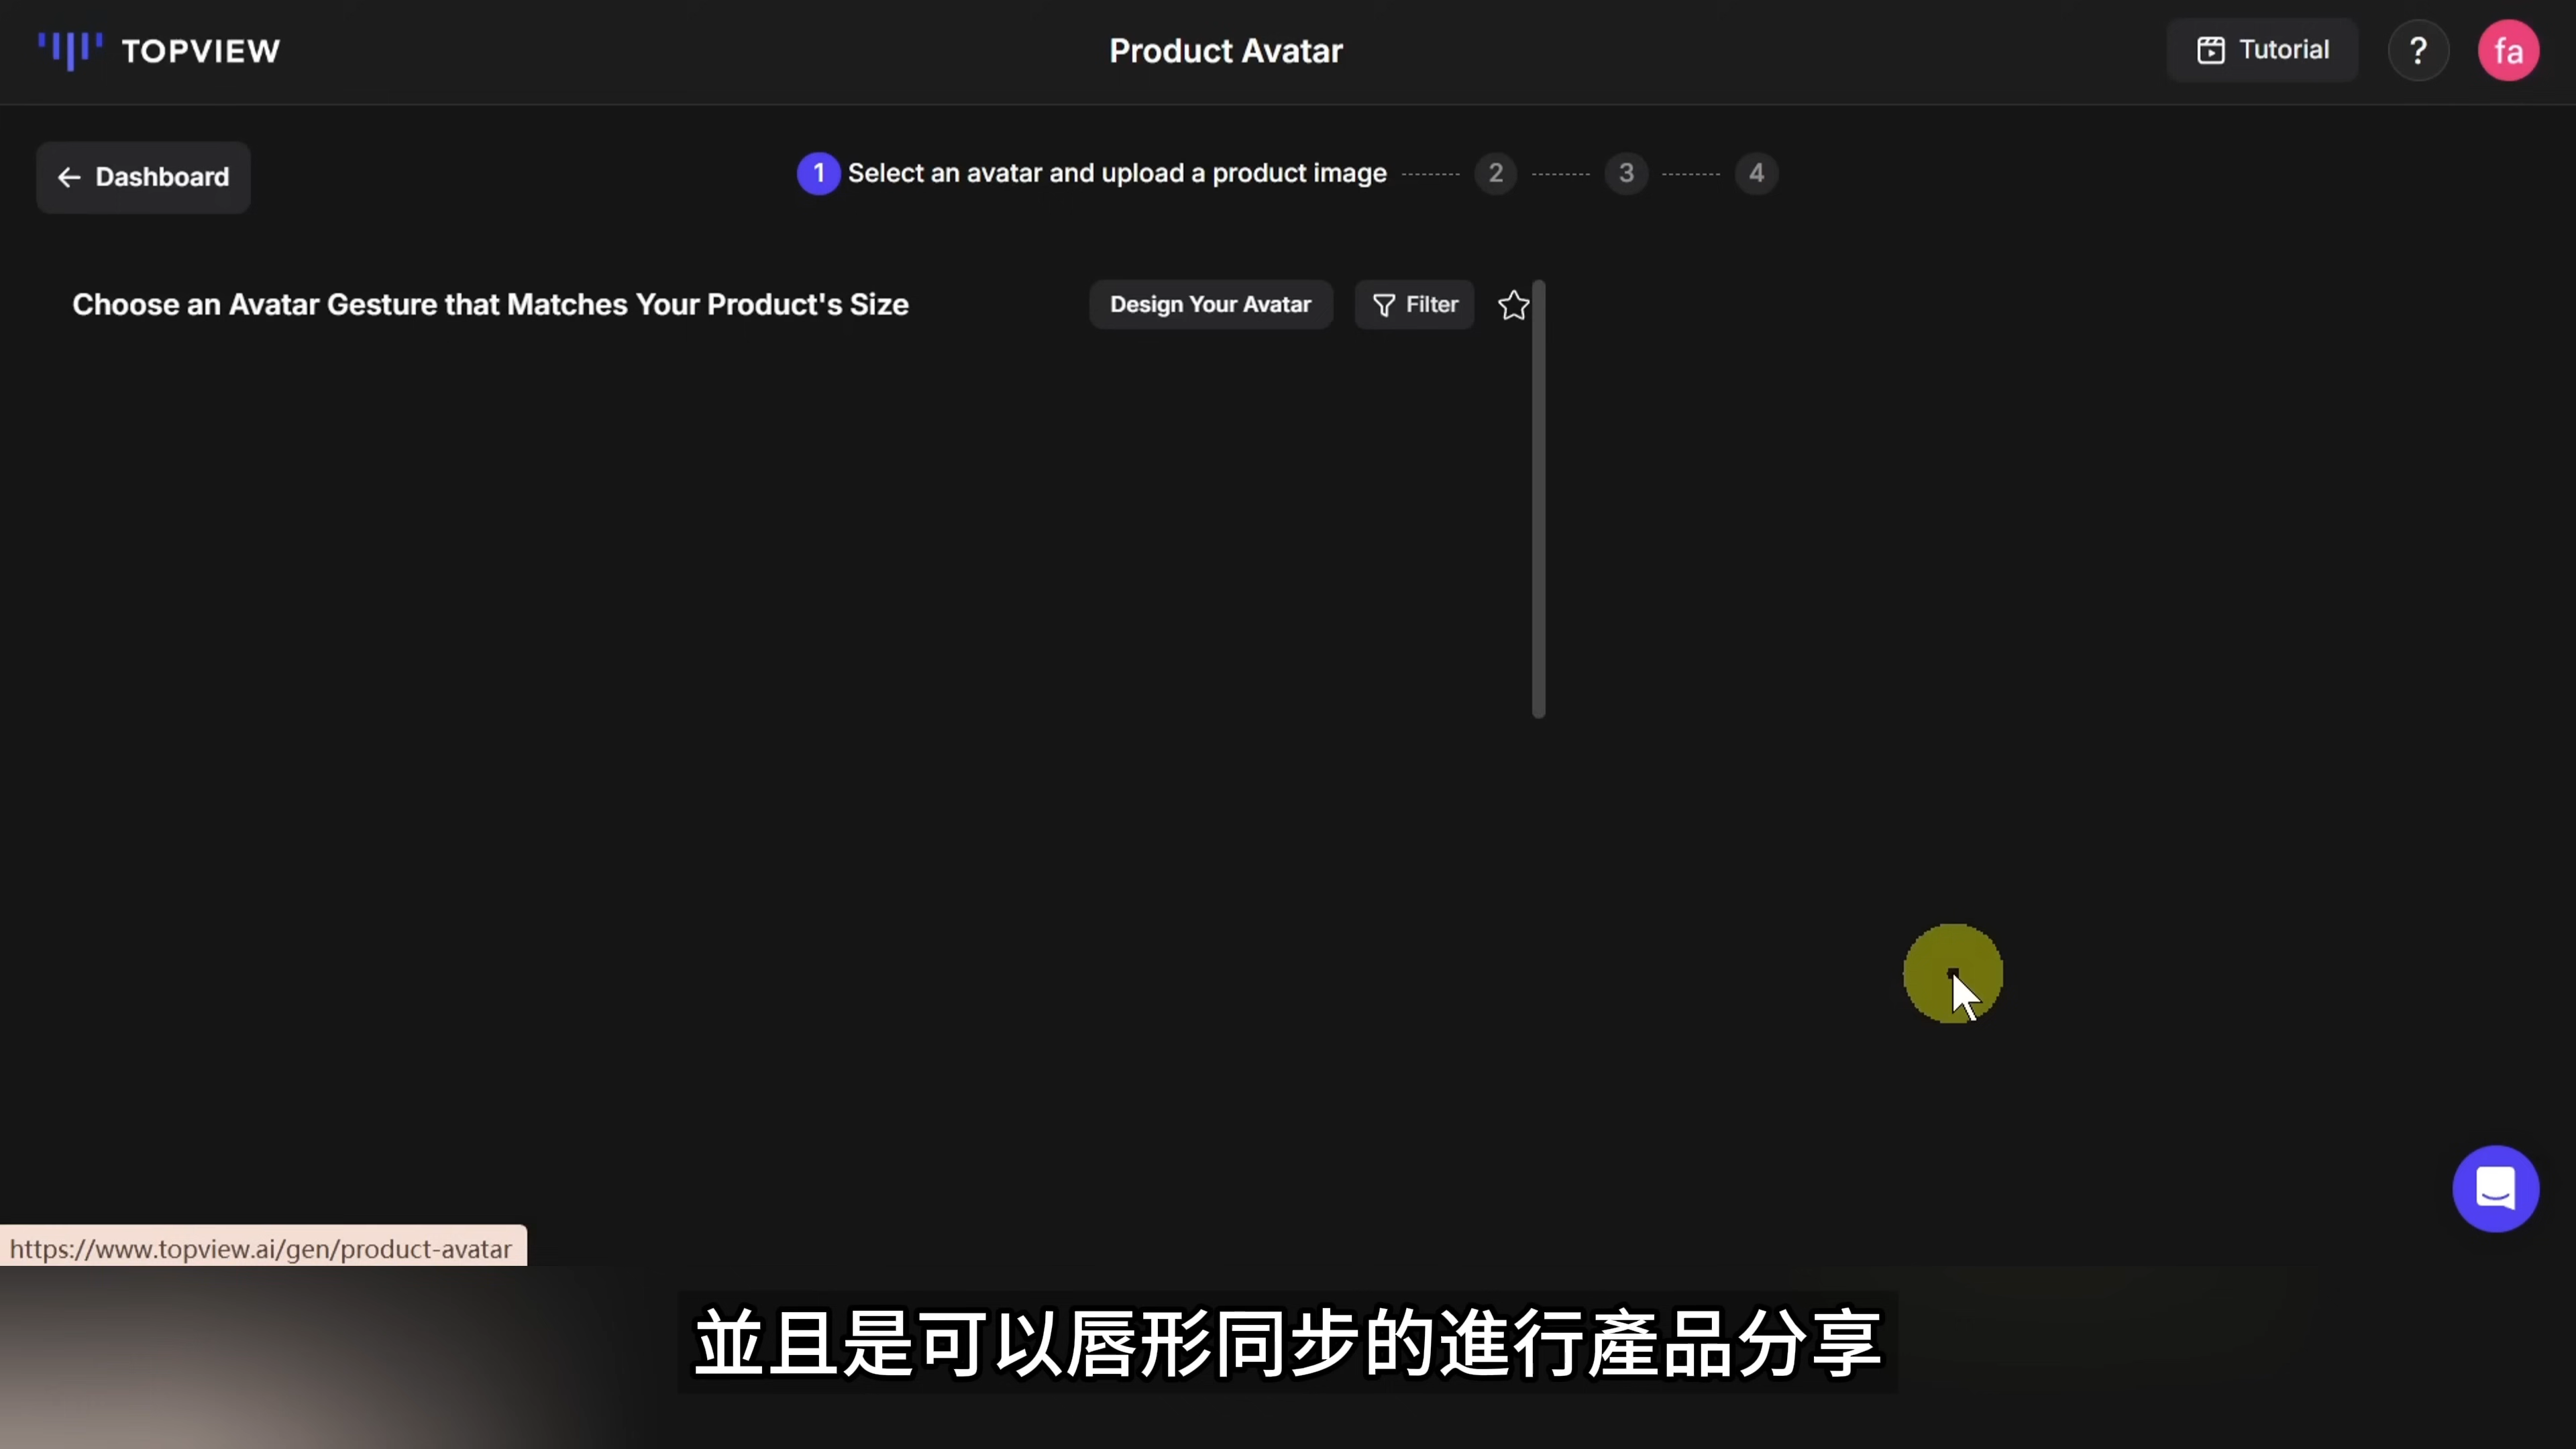 TOPVIEW
Product Avatar
Tutorial
?
fa
Dashboard
1 Select an avatar and upload a product image 2 3 4
Choose an Avatar Gesture that Matches Your Product's Size
Design Your Avatar
Filter
https://www.topview.ai/gen/product-avatar
並且是可以唇形同步的進行產品分享